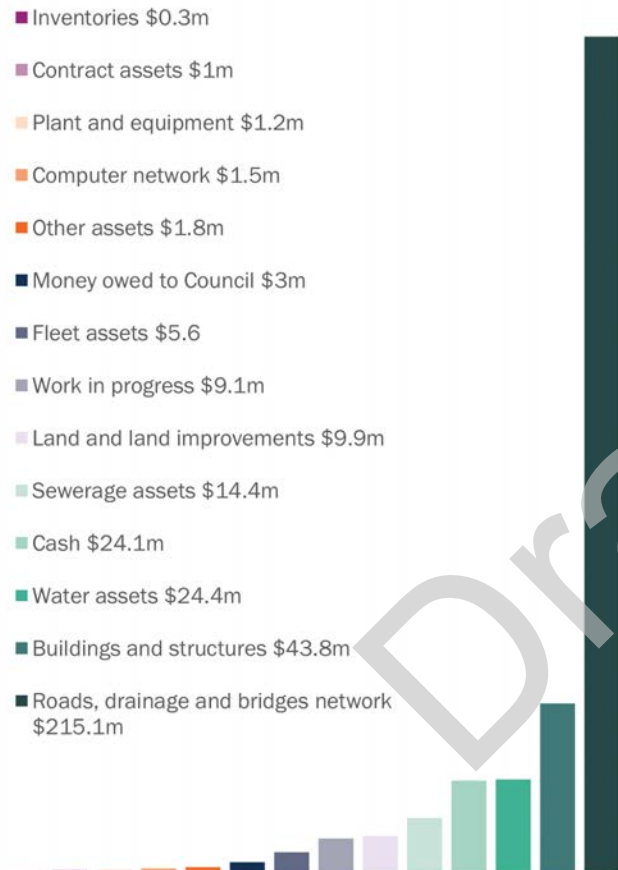 Inventories $0.3m
Contract assets $1m
Plant and equipment $1.2m
Computer network $1.5m
Other assets $1.8m
Money owed to Council $3m
Fleet assets $5.6
Work in progress $9.1m
Land and land improvements $9.9m
Sewerage assets $14.4m
Cash $24.1m
Water assets $24.4m
Buildings and structures $43.8m
Roads, drainage and bridges network
$215.1m